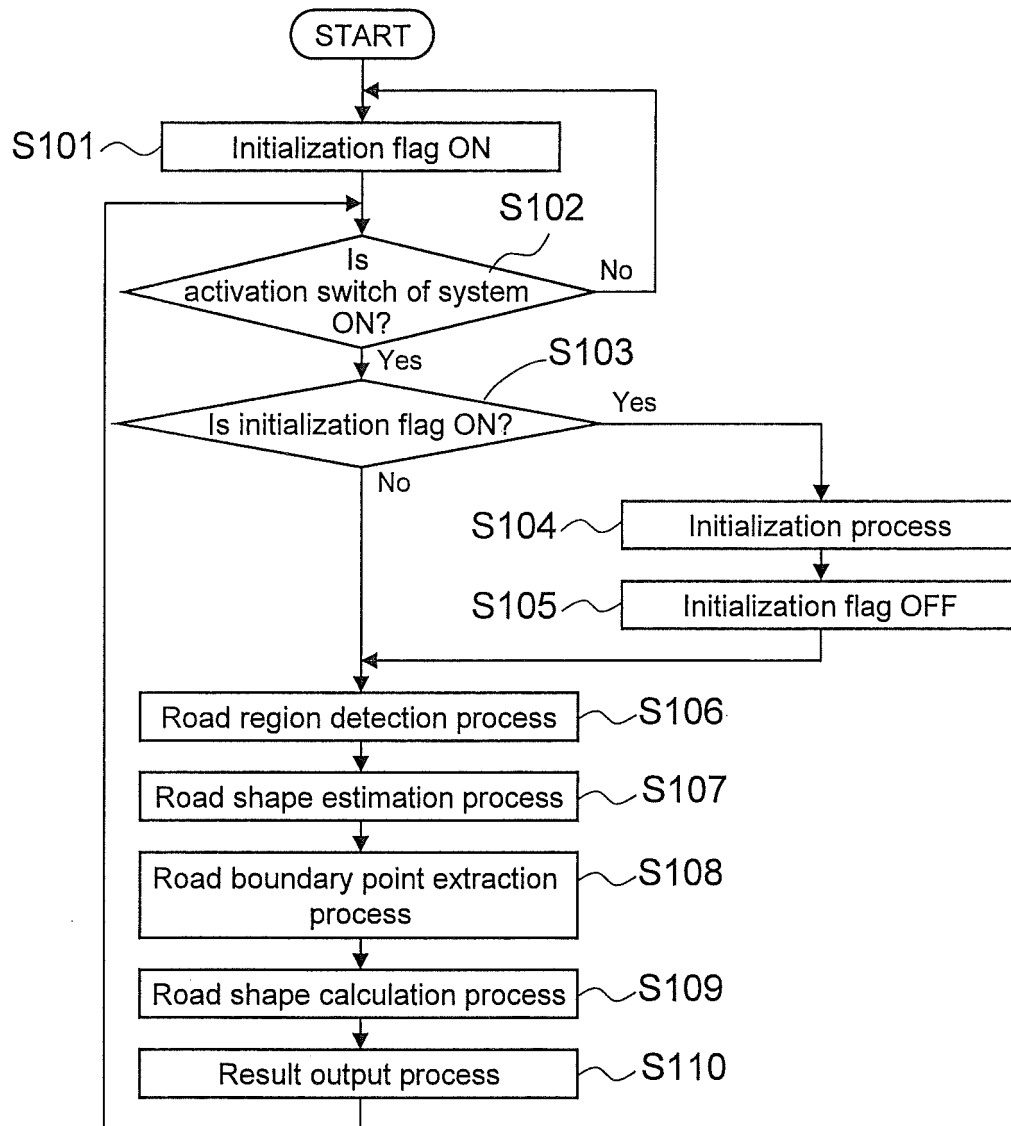 START
S101
Initialization flag ON
S102
Is
activation switch of system
ON?
No
Yes
S103
Is initialization flag ON?
Yes
No
S104
Initialization process
S105
Initialization flag OFF
Road region detection process
S106
Road shape estimation process
S107
Road boundary point extraction
process
S108
Road shape calculation process
S109
Result output process
S110